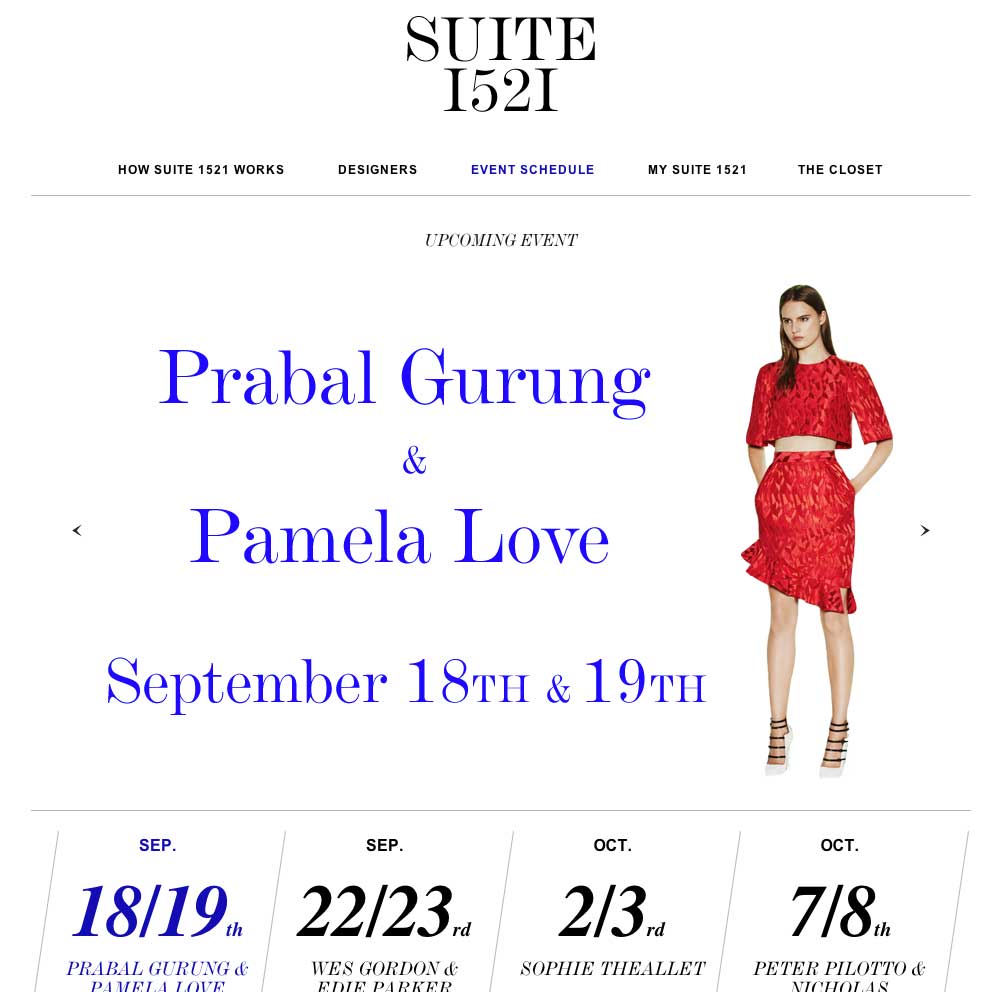 SUITE
1521
HOW SUITE 1521 WORKS DESIGNERS EVENT SCHEDULE MY SUITE 1521 THE CLOSET
UPCOMING EVENT
Prabal Gurung
&
Pamela Love
September 18TH & 19TH
SEP.
18/19th
PRABAL GURUNG &
PAMELA LOVE
SEP.
22/23rd
WES GORDON &
EDIE PARKER
OCT.
2/3rd
SOPHIE THEALLET
OCT.
7/8th
PETER PILOTTO &
NICHOLAS